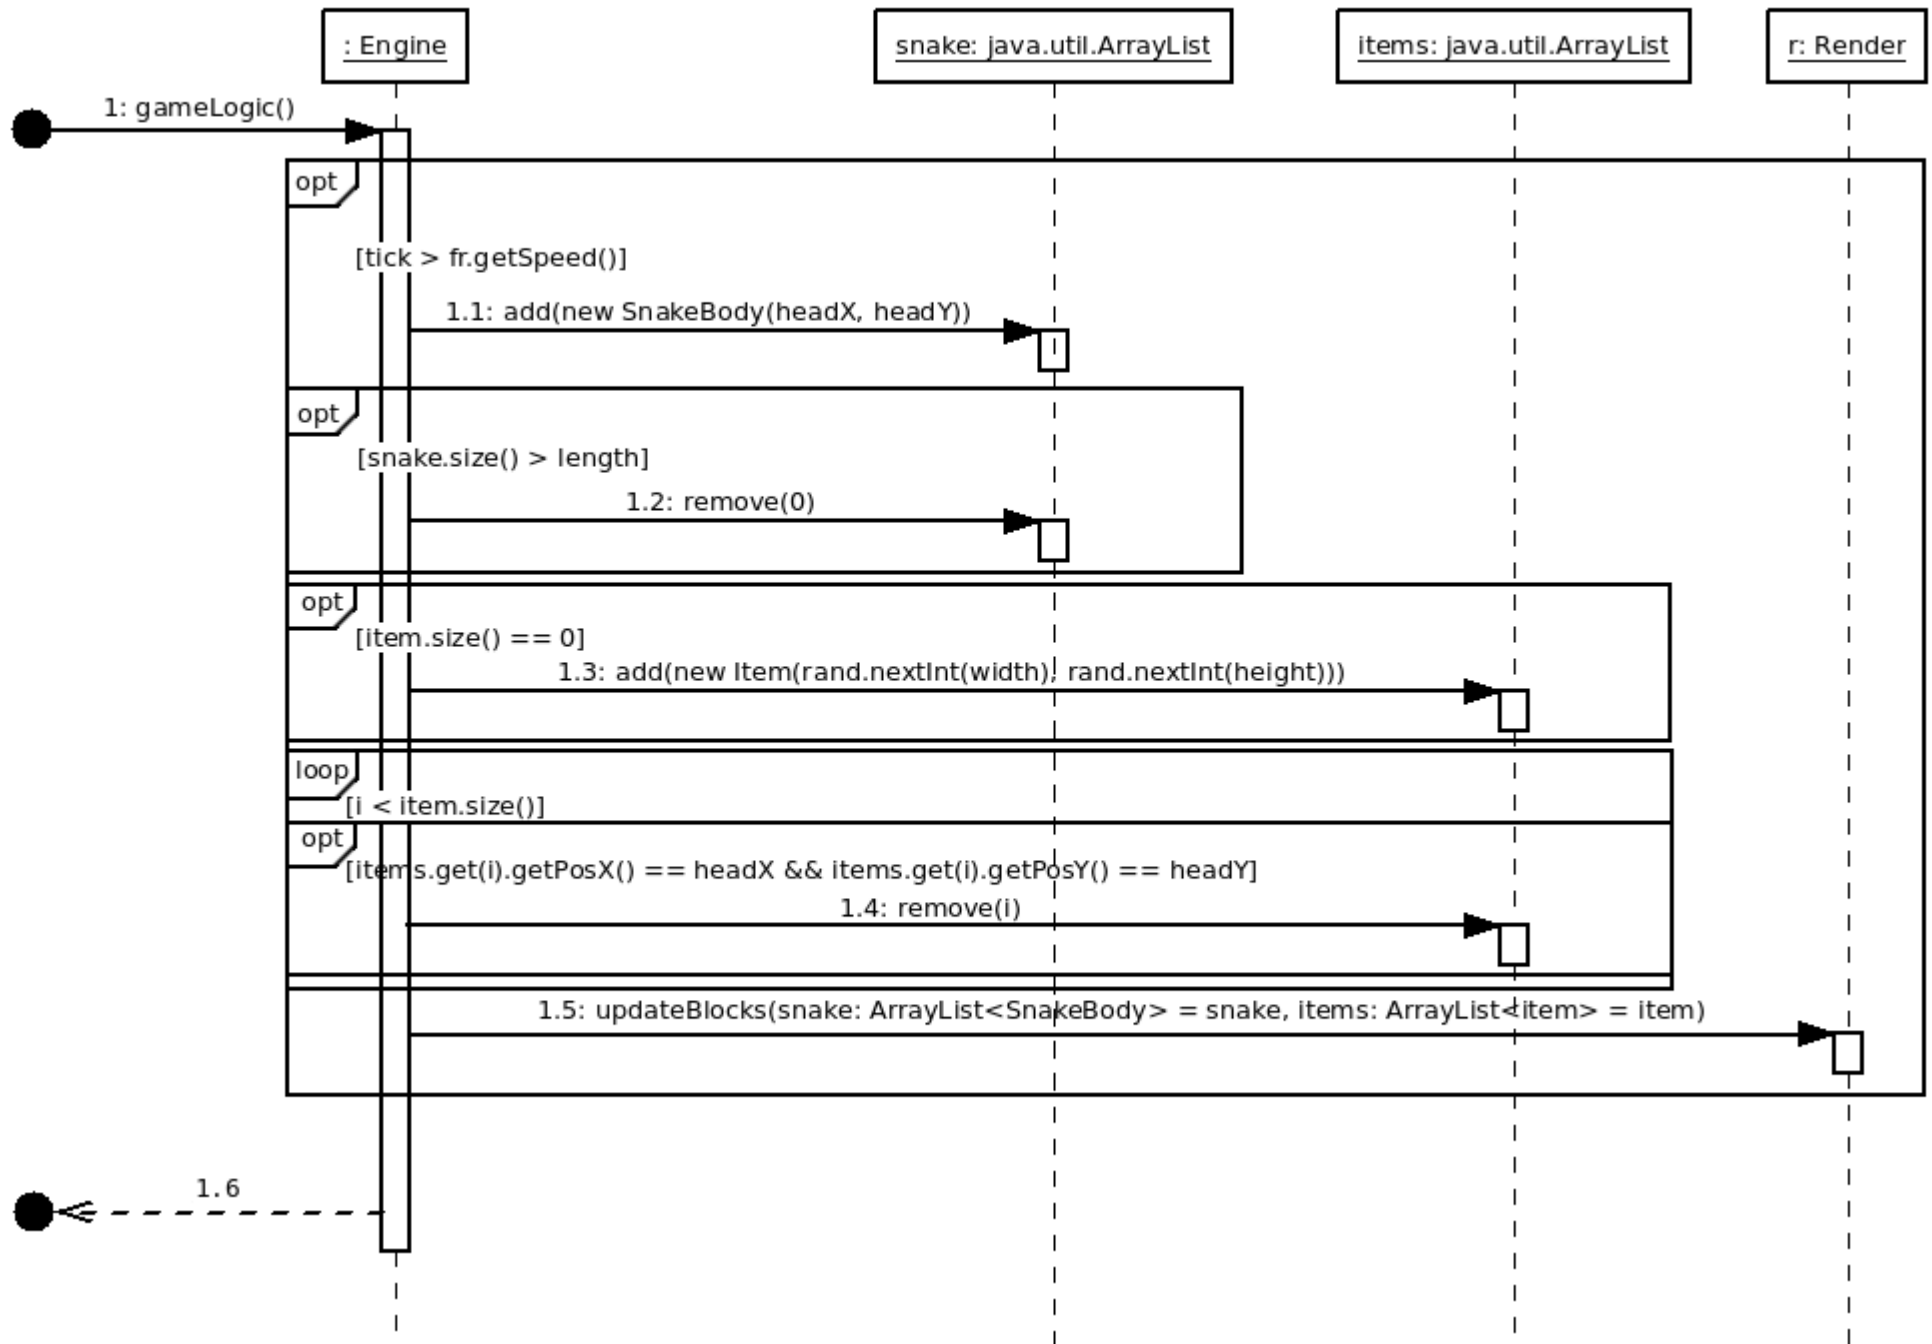 : Engine
snake: java.util.ArrayList
items: java.util.ArrayList
r: Render
1: gameLogic()
opt
[tick > fr.getSpeed()]
1.1: add(new SnakeBody(headX, headY))
opt
[snake.size() > length]
1.2: remove(0)
opt
[item.size() == 0]
1.3: add(new Item(rand.nextInt(width), rand.nextInt(height)))
loop
[i < item.size()]
opt
[items.get(i).getPosX() == headX && items.get(i).getPosY() == headY]
1.4: remove(i)
1.5: updateBlocks(snake: ArrayList<SnakeBody> = snake, items: ArrayList<item> = item)
1.6